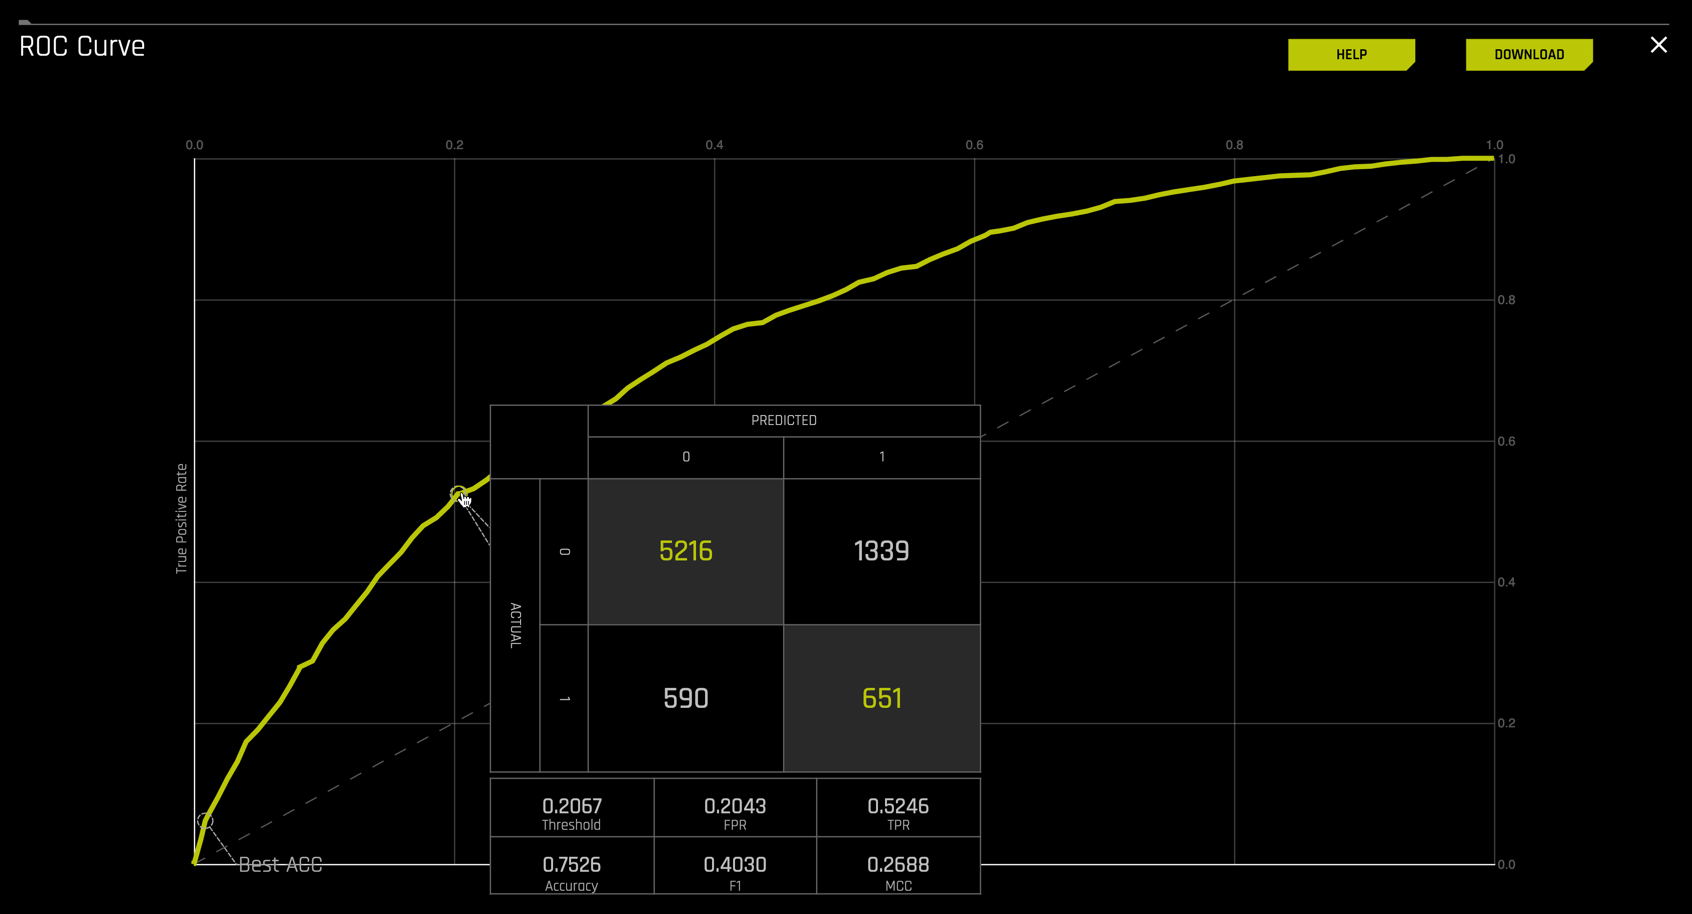 ROC Curve
HELP
DOWNLOAD
0.0 0.2 0.4 0.6 0.8 1.0
1.0
0.8
0.6
0.4
0.2
0.0
True Positive Rate
PREDICTED
0 1
ACTUAL
0 5216 1339
1 590 651
0.2067 0.2043 0.5246
Threshold FPR TPR
0.7526 0.4030 0.2688
Accuracy F1 MCC
Best ACC